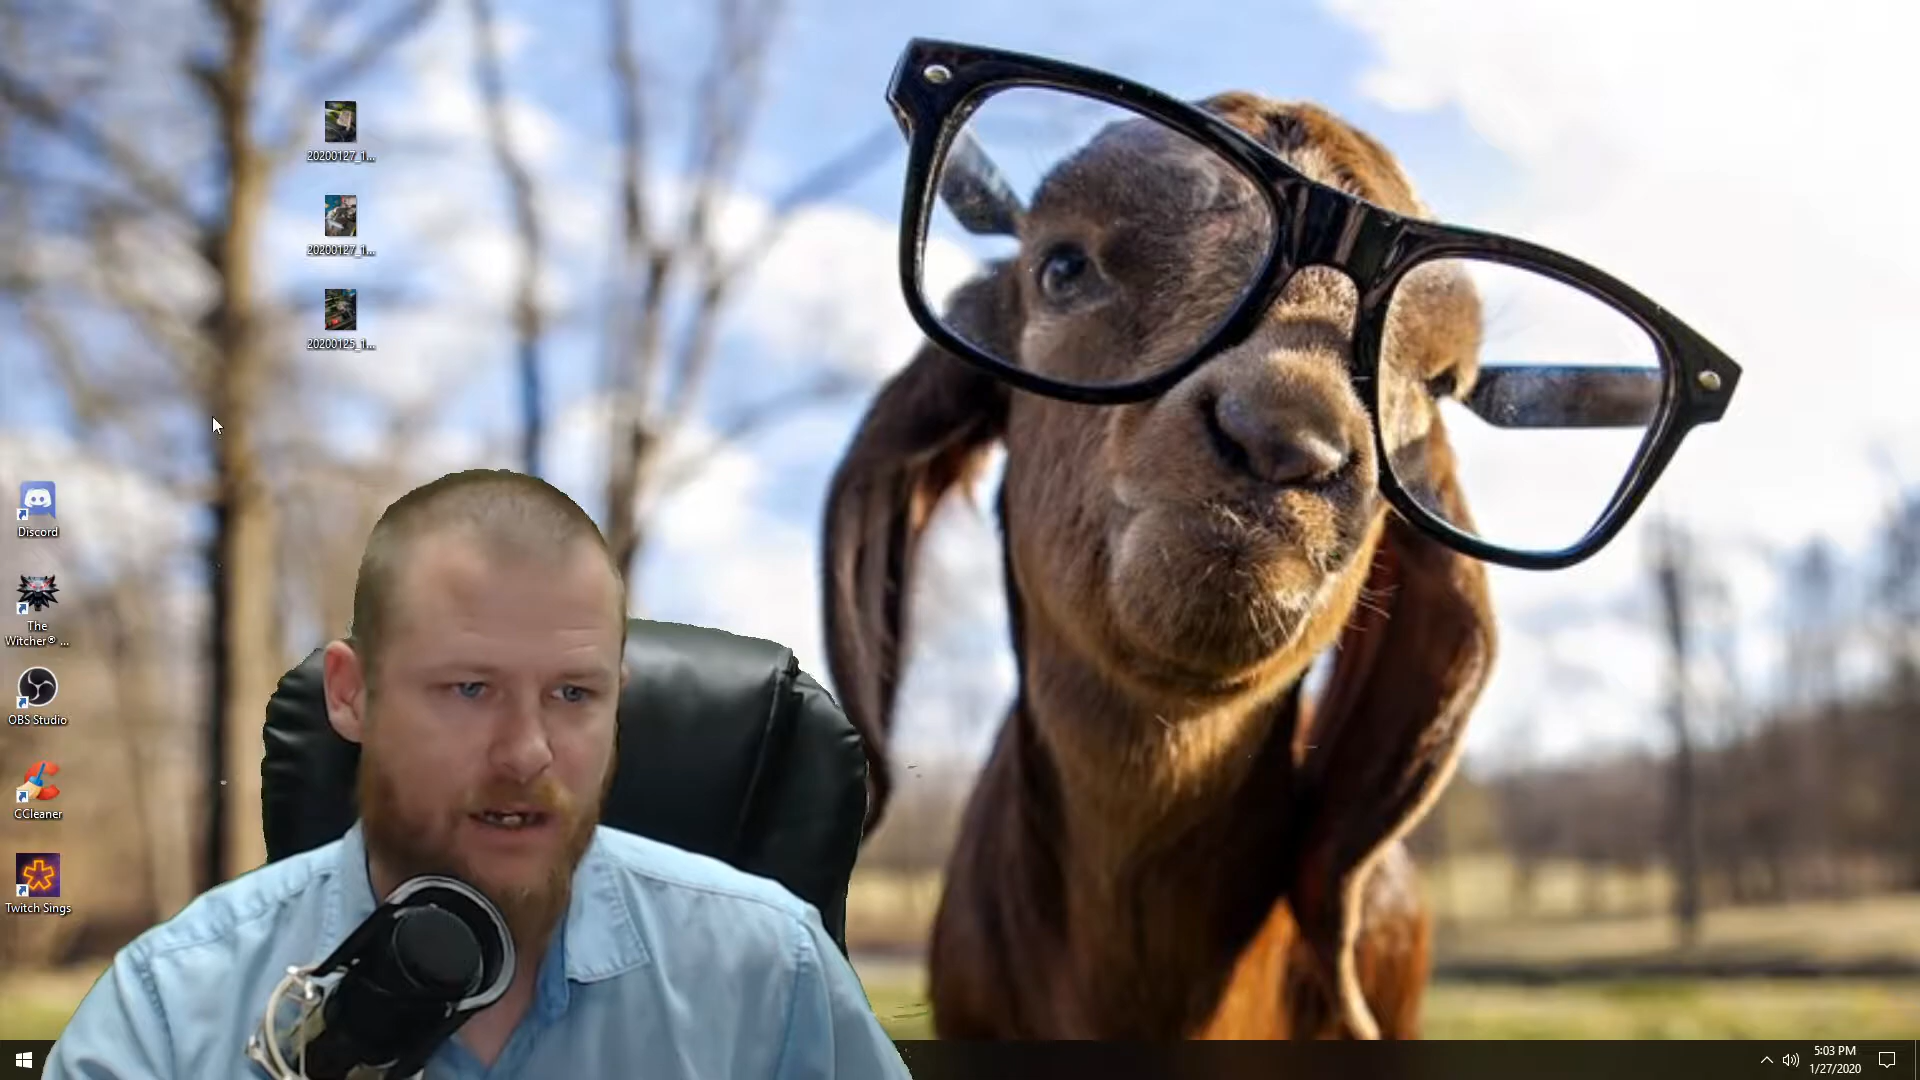 20200127_1...
20200127_1...
20200125_1...
Discord
The
Witcher® ...
OBS Studio
CCleaner
Twitch Sings
5:03 PM
1/27/2020